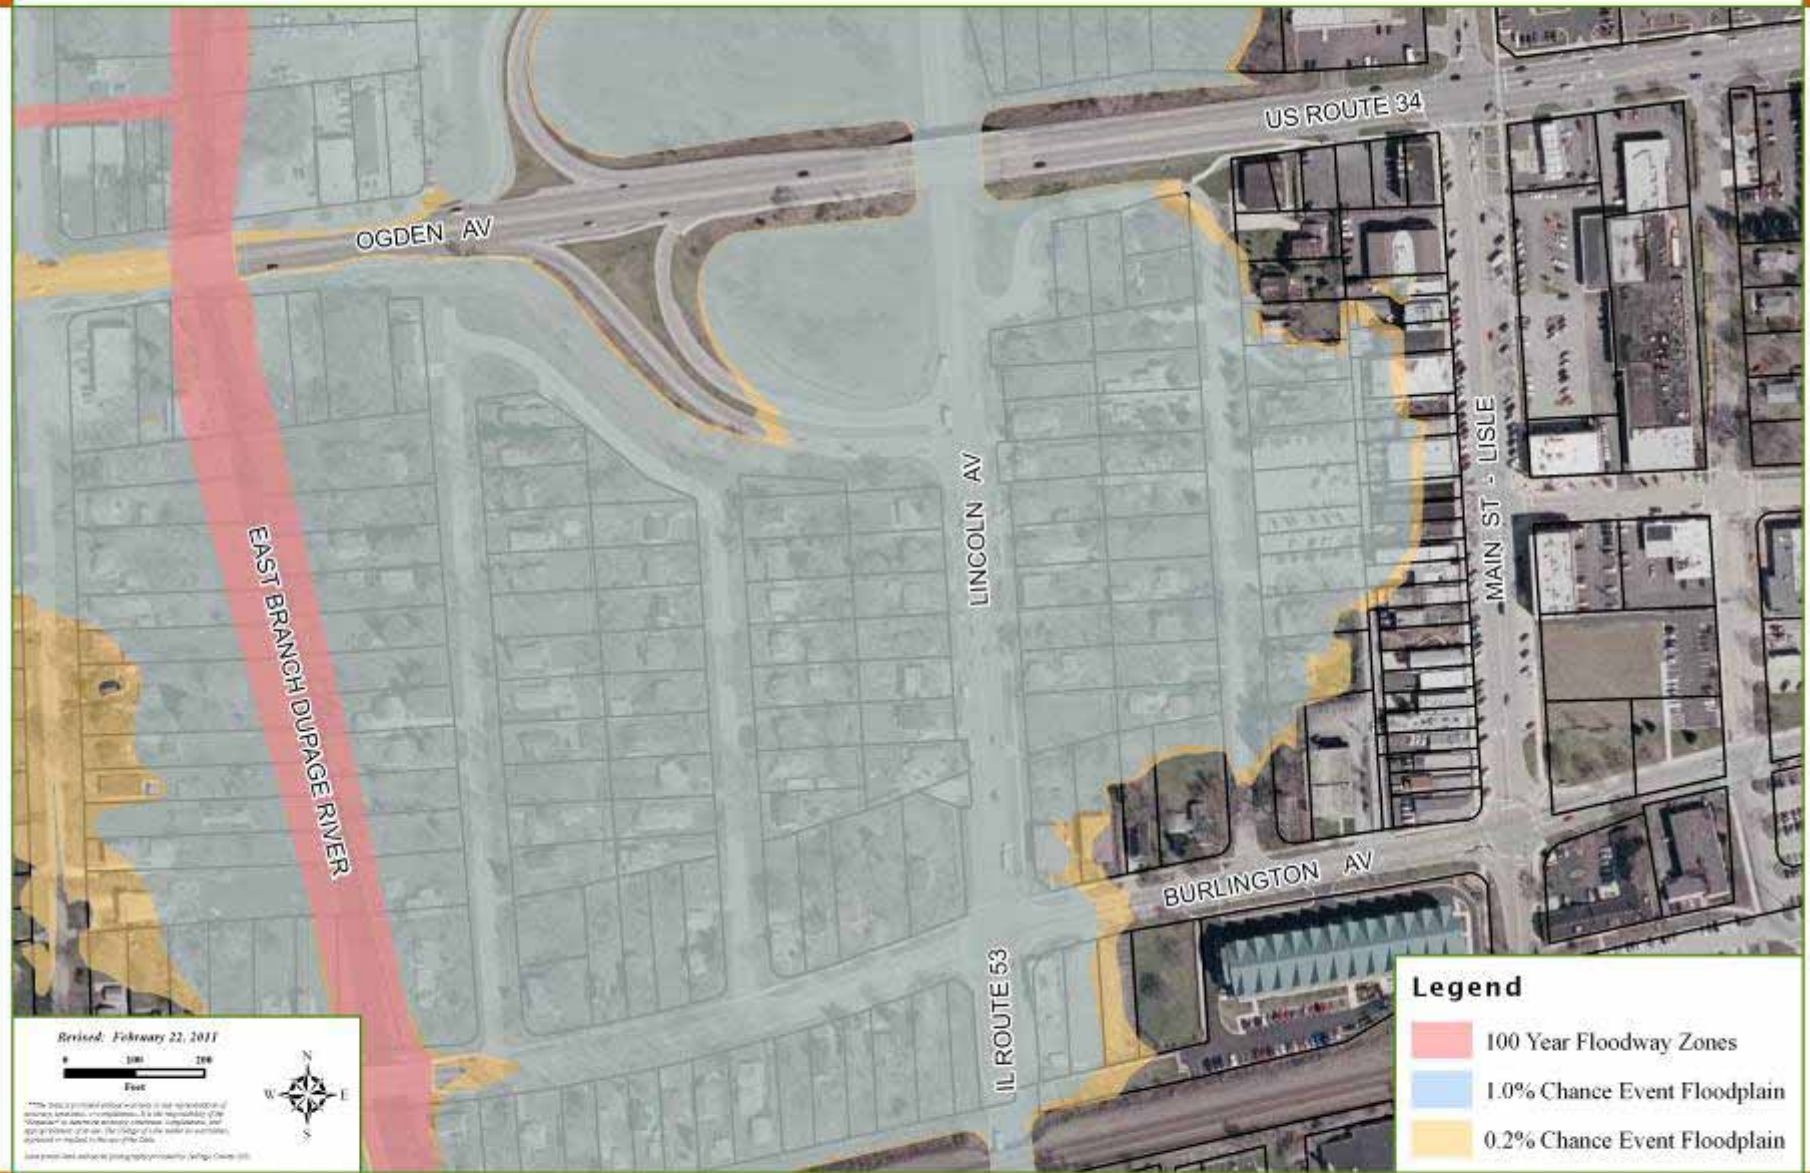 US ROUTE 34
OGDEN AV
MAIN ST - LISLE
LINCOLN AV
EAST BRANCH DUPAGE RIVER
BURLINGTON AV
IL ROUTE 53
Legend
100 Year Floodway Zones
1.0% Chance Event Floodplain
0.2% Chance Event Floodplain
Revised: February 22, 2011
0 100 200
Feet
N
W E
S